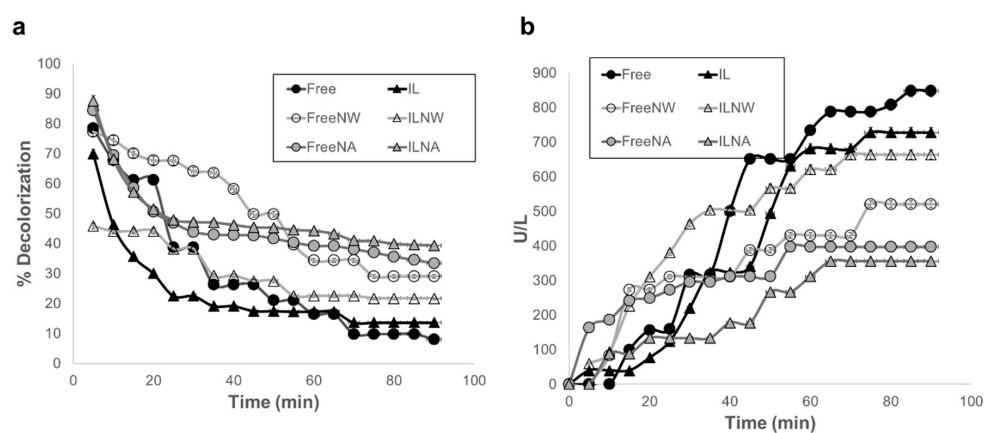 a
100
90
80
70
60
50
40
30
20
10
0
% Decolorization
0 20 40 60 80 100
Time (min)
Free IL
FreeNW ILNW
FreeNA ILNA
b
900
800
700
600
500
400
300
200
100
0
U/L
0 20 40 60 80 100
Time (min)
Free IL
FreeNW ILNW
FreeNA ILNA